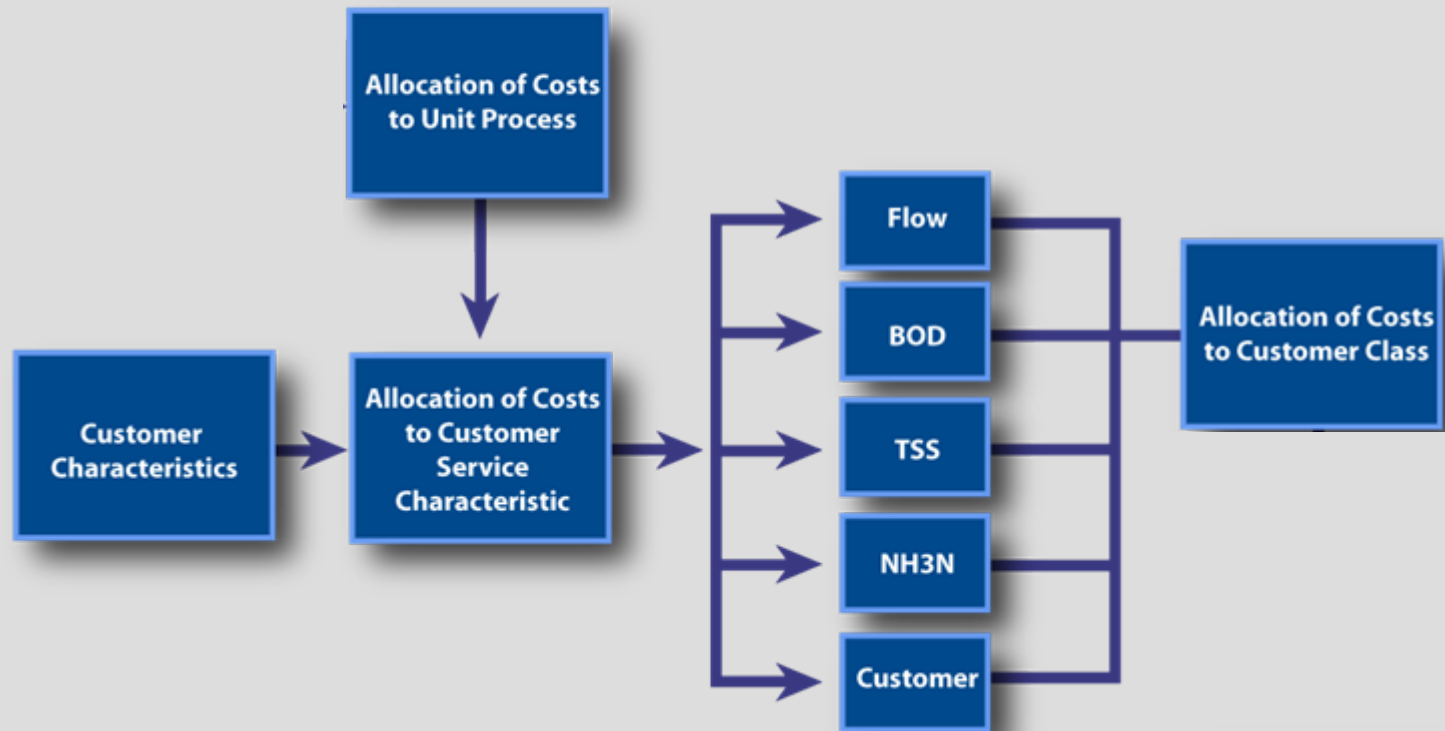 Allocation of Costs
to Unit Process
Customer
Characteristics
Allocation of Costs
to Customer
Service
Characteristic
Flow
BOD
TSS
NH3N
Customer
Allocation of Costs
to Customer Class